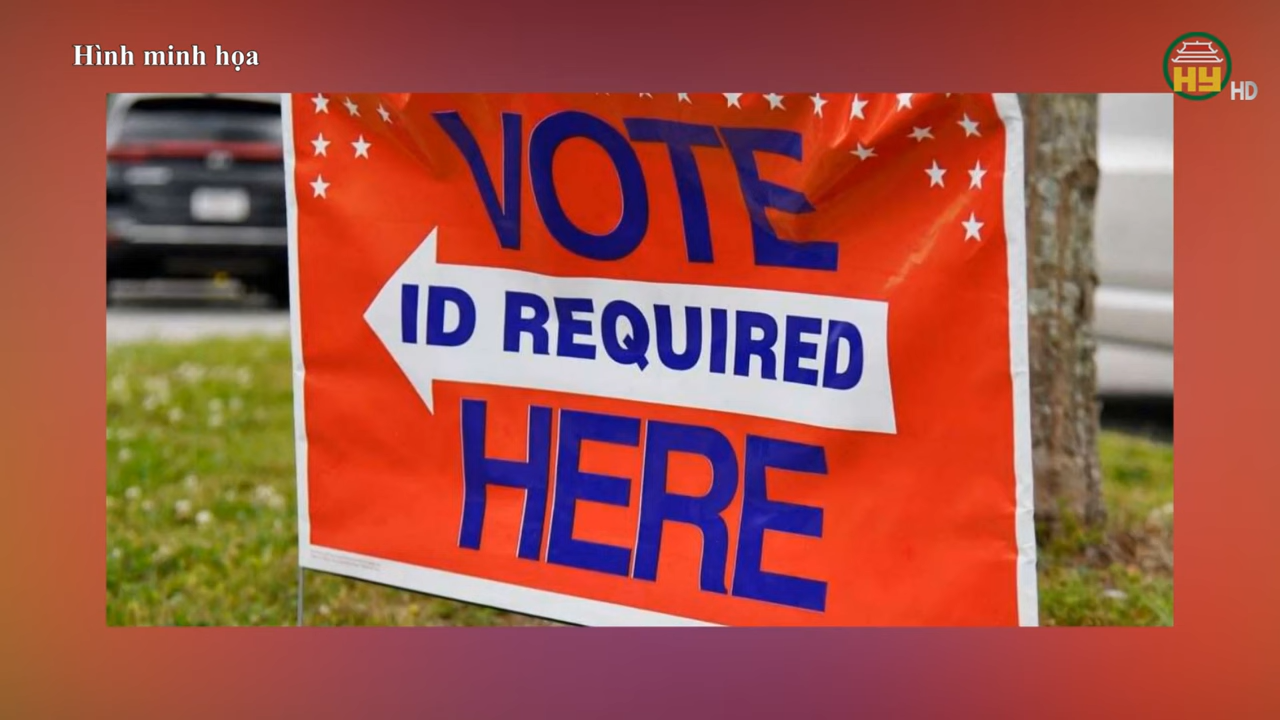 Hình minh họa
HY
HD
VOTE
ID REQUIRED
HERE